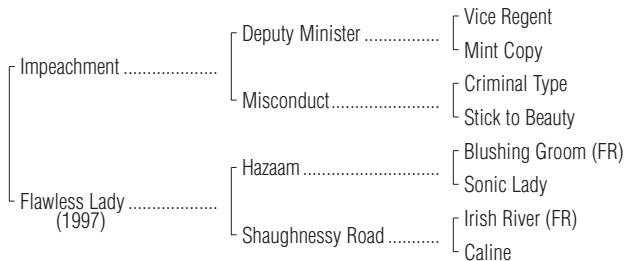 Vice Regent
Deputy Minister ................
Mint Copy
Impeachment ....................
Criminal Type
Misconduct.......................
Stick to Beauty
Blushing Groom (FR)
Hazaam .............................
Sonic Lady
Flawless Lady ...................
(1997)
Irish River (FR)
Shaughnessy Road ...........
Caline